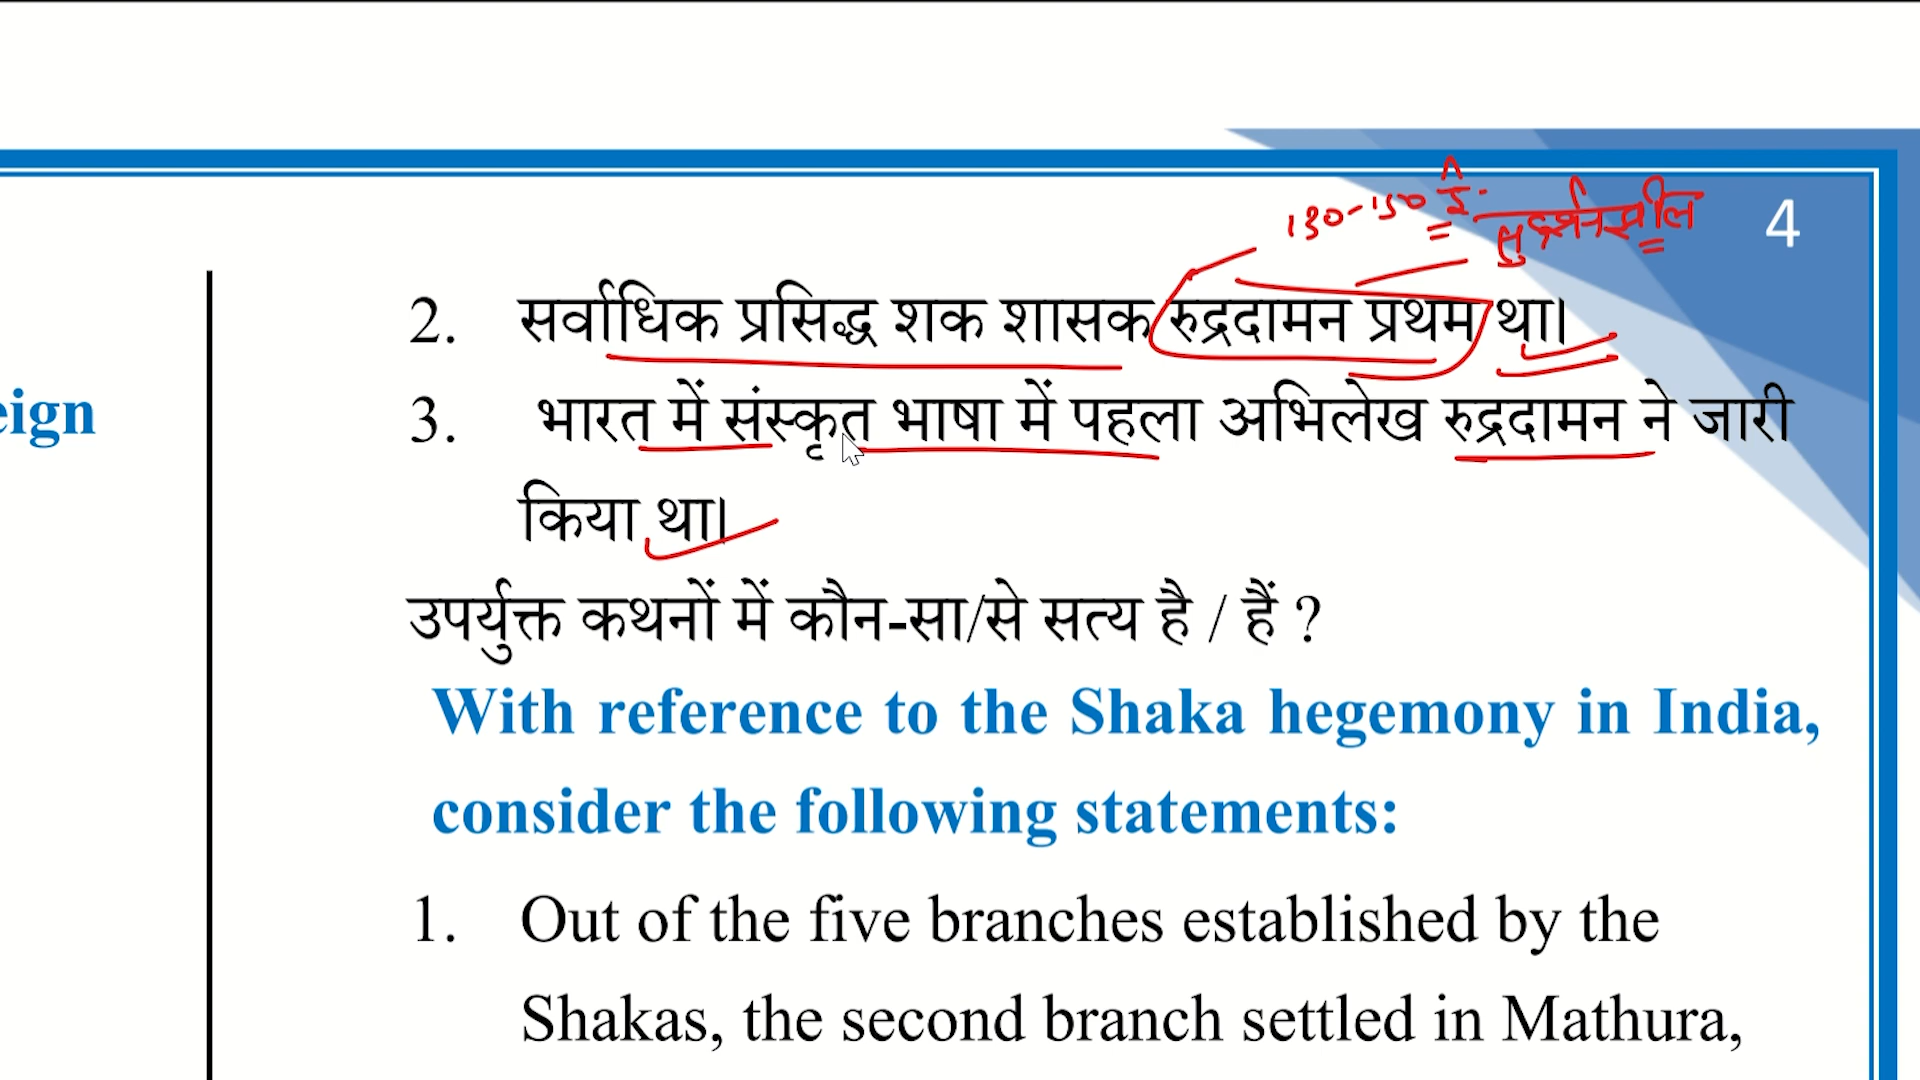 130-150 ई. सुदर्शन झील
4
2. सर्वाधिक प्रसिद्ध शक शासक रुद्रदामन प्रथम था।
3. भारत में संस्कृत भाषा में पहला अभिलेख रुद्रदामन ने जारी
eign
किया था।
उपर्युक्त कथनों में कौन-सा/से सत्य है / हैं ?
With reference to the Shaka hegemony in India,
consider the following statements:
1. Out of the five branches established by the
Shakas, the second branch settled in Mathura,